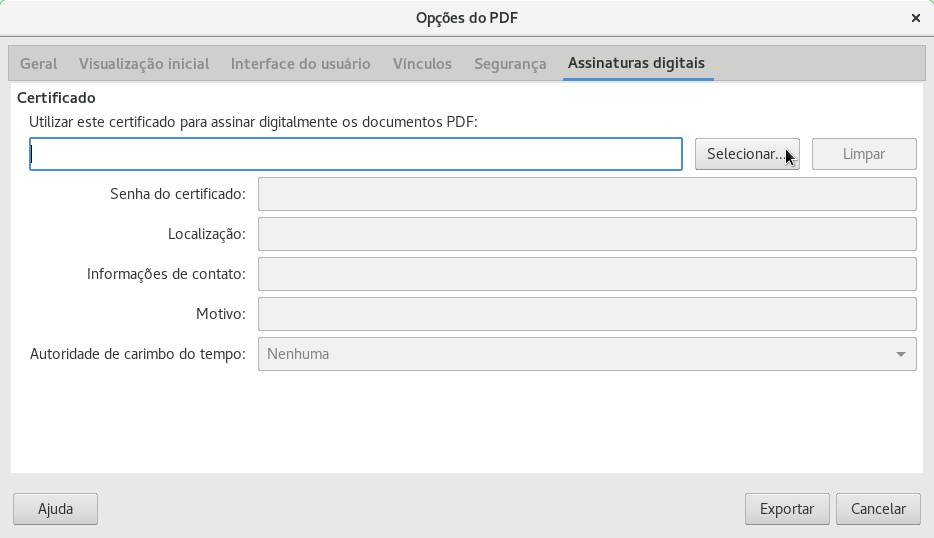 Opções do PDF ×
Geral Visualização inicial Interface do usuário Vínculos Segurança Assinaturas digitais
Certificado
Utilizar este certificado para assinar digitalmente os documentos PDF:
Selecionar... Limpar
Senha do certificado:
Localização:
Informações de contato:
Motivo:
Autoridade de carimbo do tempo: Nenhuma
Ajuda Exportar Cancelar